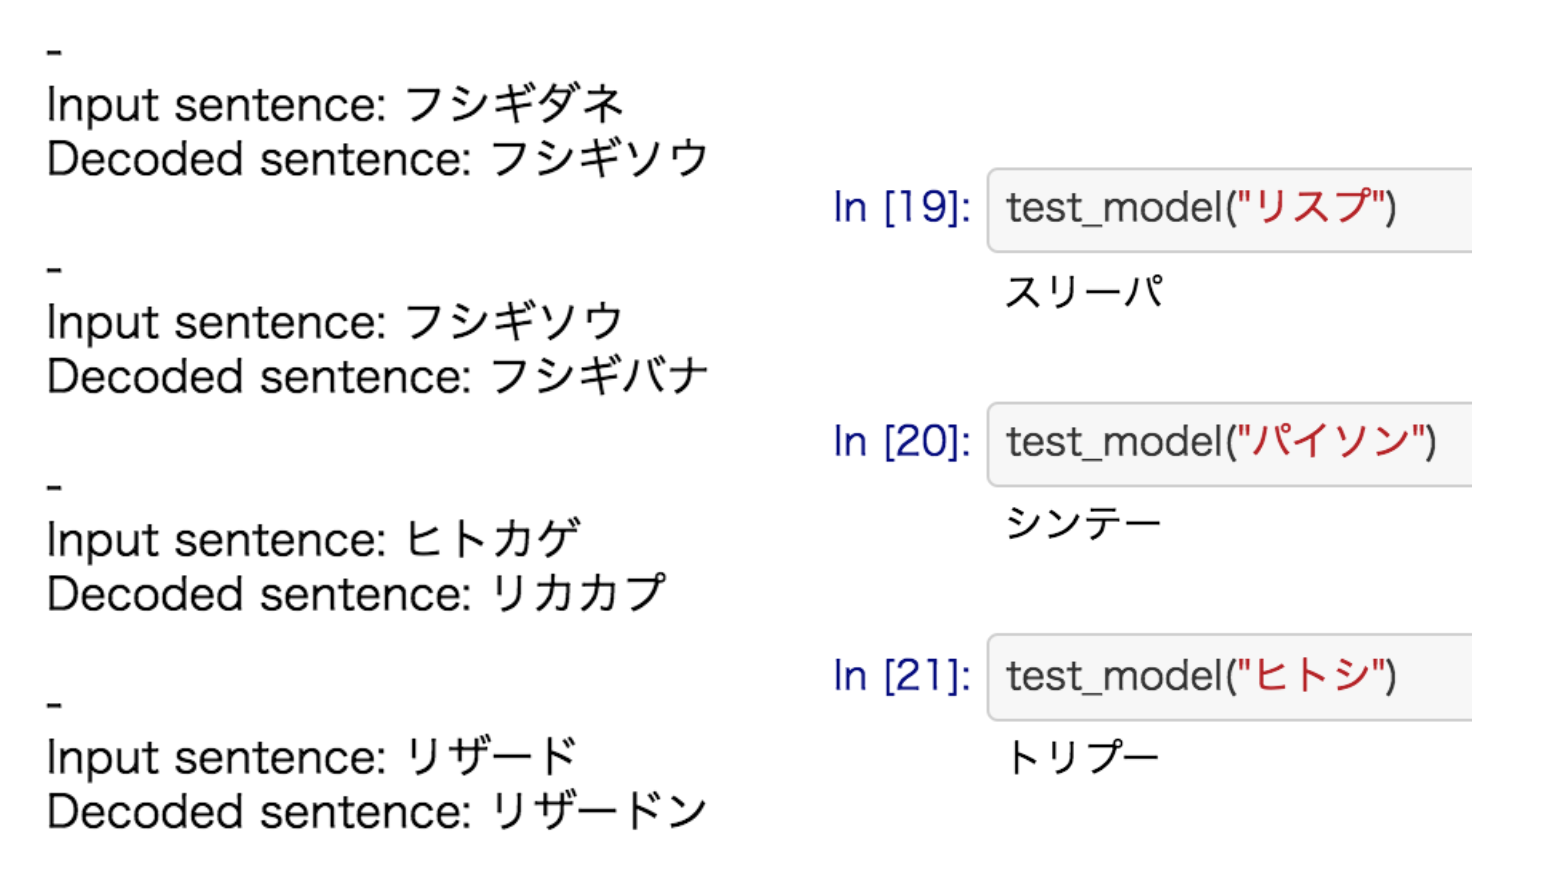 -
Input sentence: フシギダネ
Decoded sentence: フシギソウ
-
Input sentence: フシギソウ
Decoded sentence: フシギバナ
-
Input sentence: ヒトカゲ
Decoded sentence: リカカプ
-
Input sentence: リザード
Decoded sentence: リザードン
In [19]: test_model("リスプ")
スリーパ
In [20]: test_model("パイソン")
シンテー
In [21]: test_model("ヒトシ")
トリプー